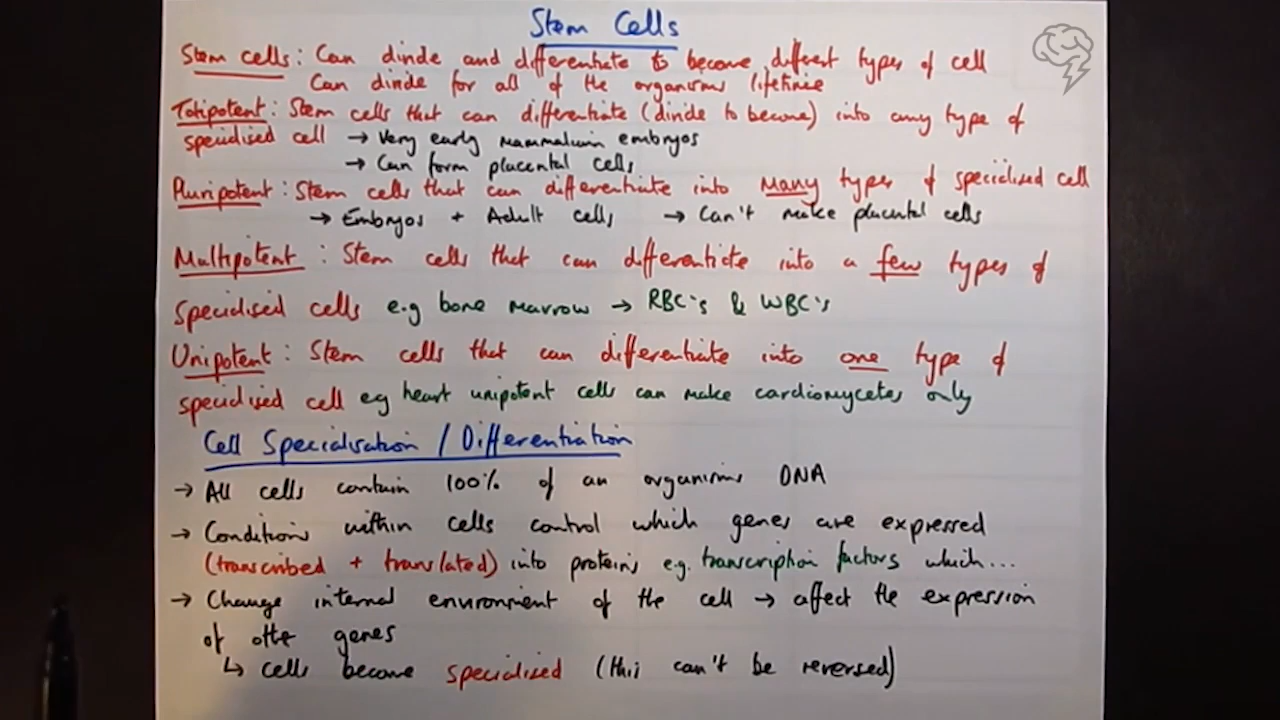 Stem Cells
Stem cells: Can divide and differentiate to become different types of cell
Can divide for all of the organisms lifetime
Totipotent: Stem cells that can differentiate (divide to become) into any type of
specialised cell → Very early mammalian embryos
→ Can form placental cells
Pluripotent: Stem cells that can differentiate into Many types of specialised cell
→ Embryos + Adult cells → Can't make placental cells
Multipotent: Stem cells that can differentiate into a few types of
specialised cells e.g bone marrow → RBC's & WBC's
Unipotent: Stem cells that can differentiate into one type of
specialised cell eg heart unipotent cells can make cardiomycetes only
Cell Specialisation / Differentiation
→ All cells contain 100% of an organisms DNA
→ Conditions within cells control which genes are expressed
(transcribed + translated) into proteins e.g. transcription factors which...
→ Change internal environment of the cell → affect the expression
of other genes
↳ cells become specialised (this can't be reversed)